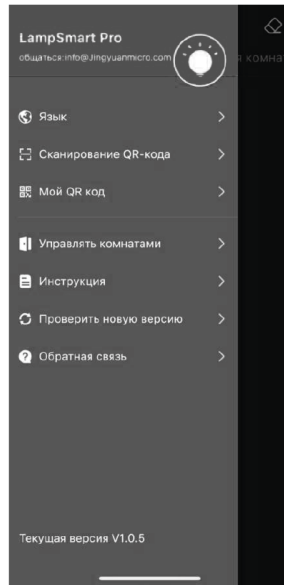 LampSmart Pro
общаться:info@Jingyuanmicro.com
я комна
Язык
Сканирование QR-кода
Мой QR код
Управлять комнатами
Инструкция
Проверить новую версию
Обратная связь
Текущая версия V1.0.5